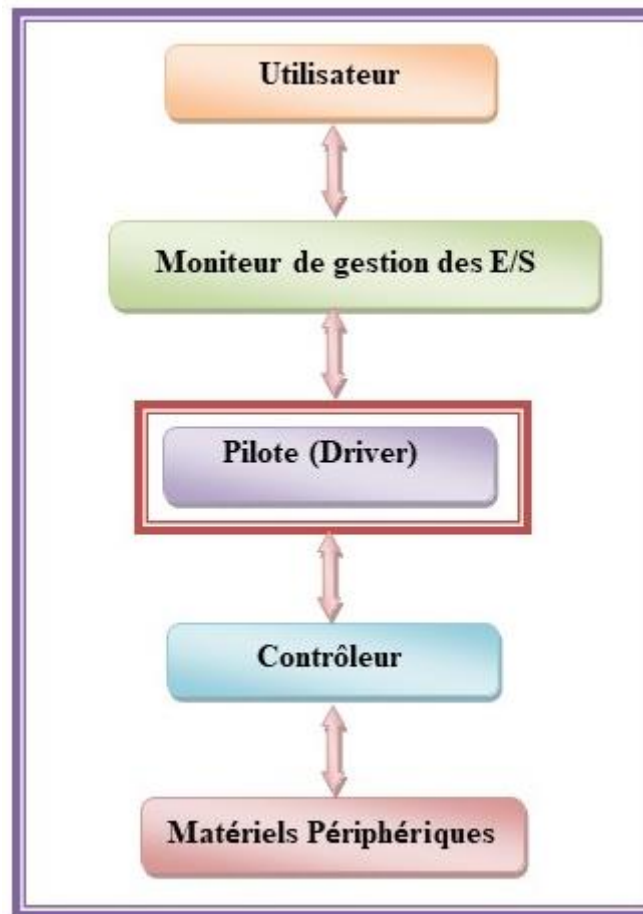 Utilisateur
Moniteur de gestion des E/S
Pilote (Driver)
Contrôleur
Matériels Périphériques